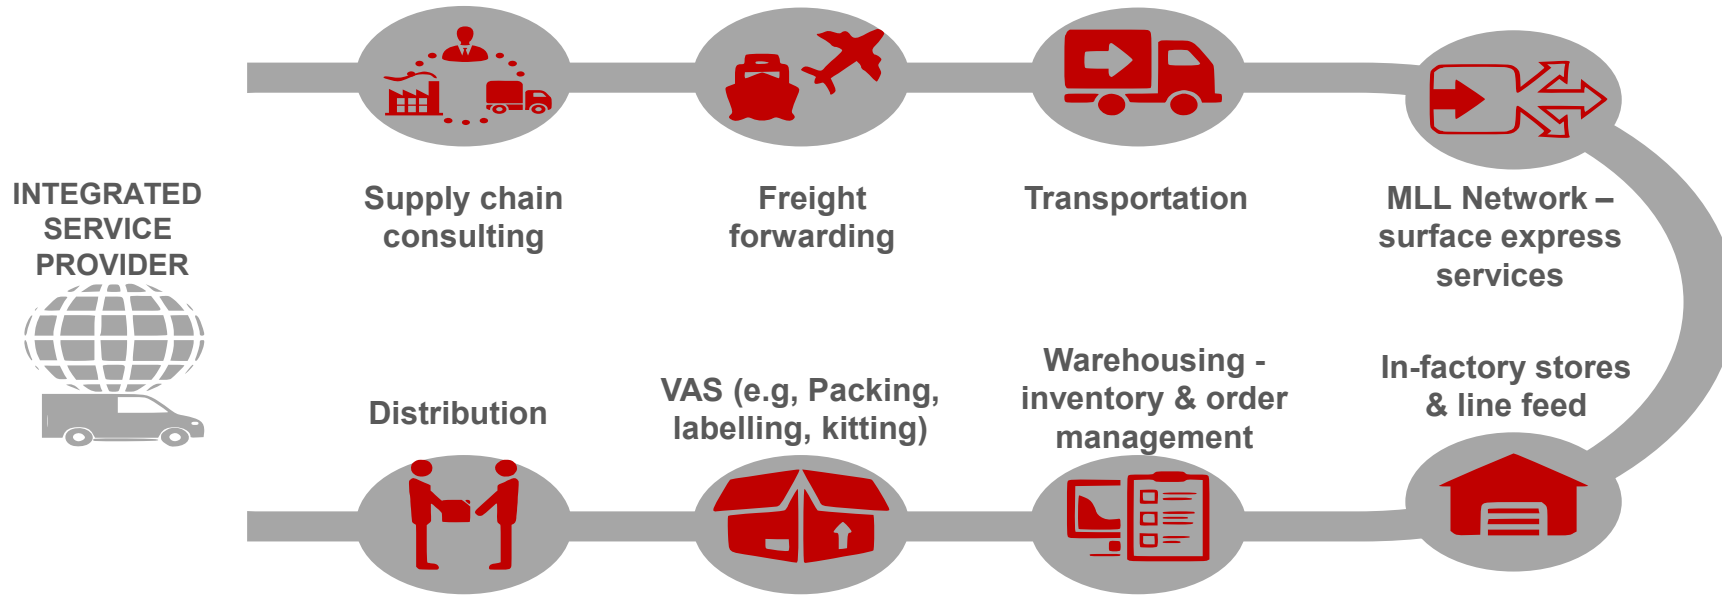 INTEGRATED
SERVICE
PROVIDER
Supply chain
consulting
Freight
forwarding
Transportation
MLL Network –
surface express
services
In-factory stores
& line feed
Warehousing -
inventory & order
management
VAS (e.g, Packing,
labelling, kitting)
Distribution